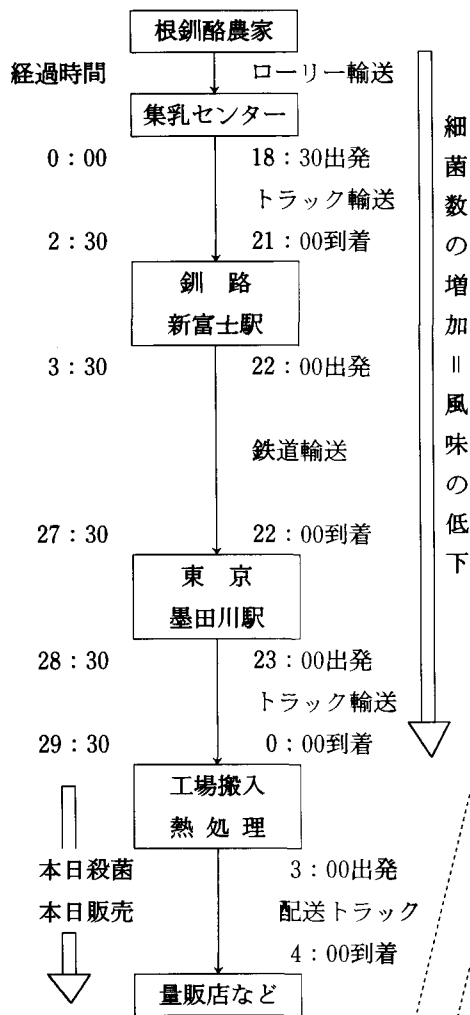 根釧酪農家
経過時間 ローリー輸送
集乳センター
0：00 18：30出発
トラック輸送
2：30 21：00到着
釧 路
新富士駅
3：30 22：00出発
鉄道輸送
27：30 22：00到着
東 京
墨田川駅
28：30 23：00出発
トラック輸送
29：30 0：00到着
工場搬入
熱 処 理
本日殺菌 3：00出発
本日販売 配送トラック
4：00到着
量販店など
細菌数の増加＝風味の低下